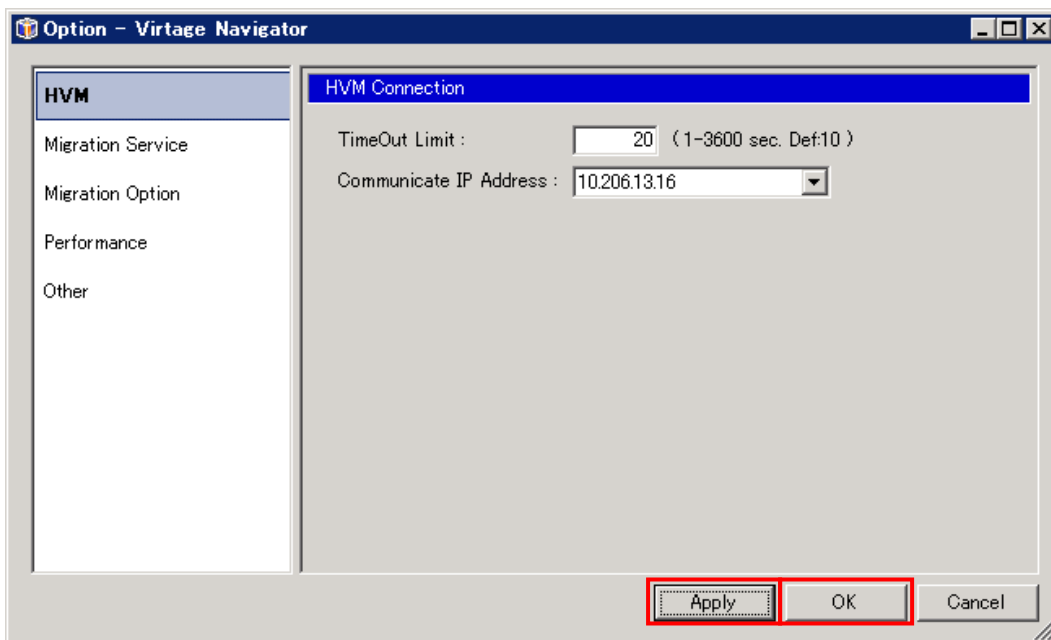 Option - Virtage Navigator
HVM
Migration Service
Migration Option
Performance
Other
HVM Connection
TimeOut Limit : 20 (1-3600 sec. Def:10 )
Communicate IP Address : 10.206.13.16
Apply OK Cancel